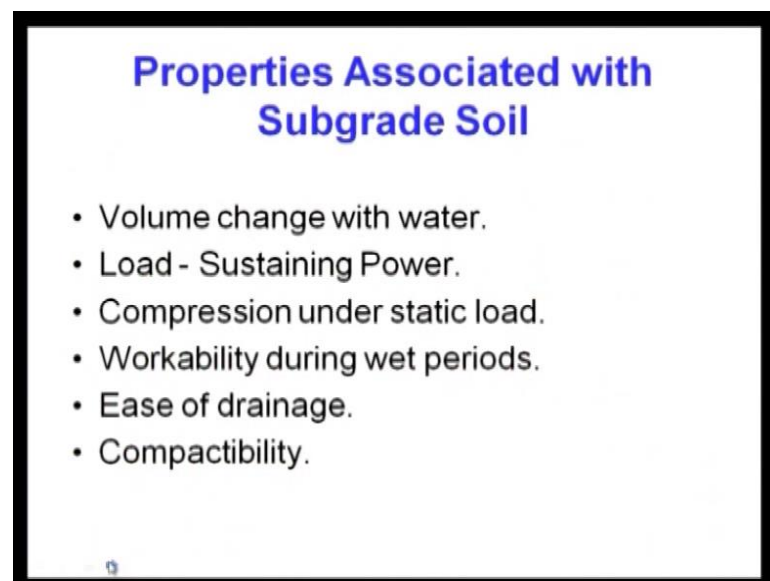 Properties Associated with
Subgrade Soil
• Volume change with water.
• Load - Sustaining Power.
• Compression under static load.
• Workability during wet periods.
• Ease of drainage.
• Compactibility.